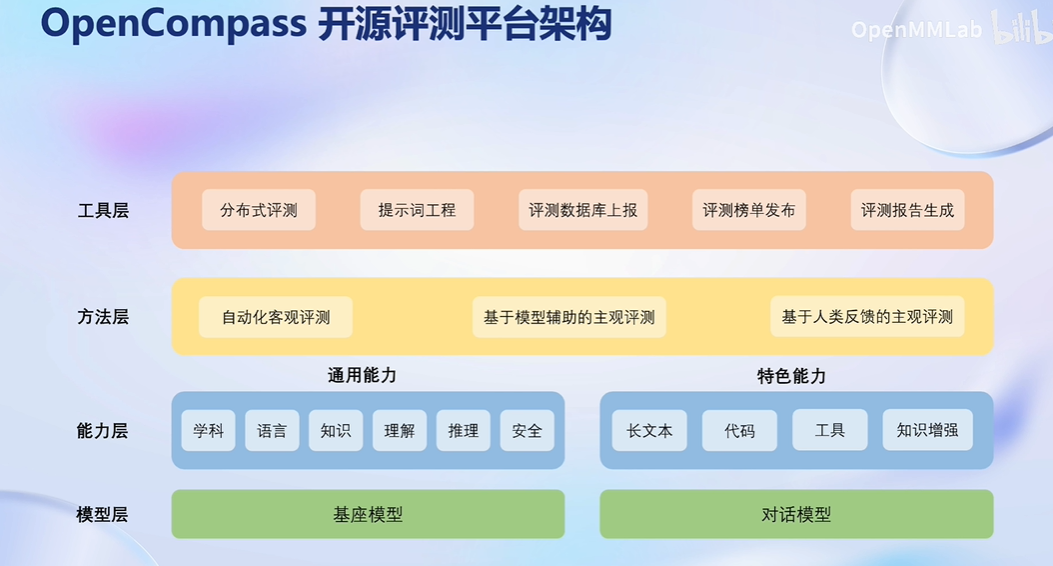 OpenCompass 开源评测平台架构
OpenMMLab bilib
工具层
分布式评测
提示词工程
评测数据库上报
评测榜单发布
评测报告生成
方法层
自动化客观评测
基于模型辅助的主观评测
基于人类反馈的主观评测
通用能力
特色能力
能力层
学科
语言
知识
理解
推理
安全
长文本
代码
工具
知识增强
模型层
基座模型
对话模型